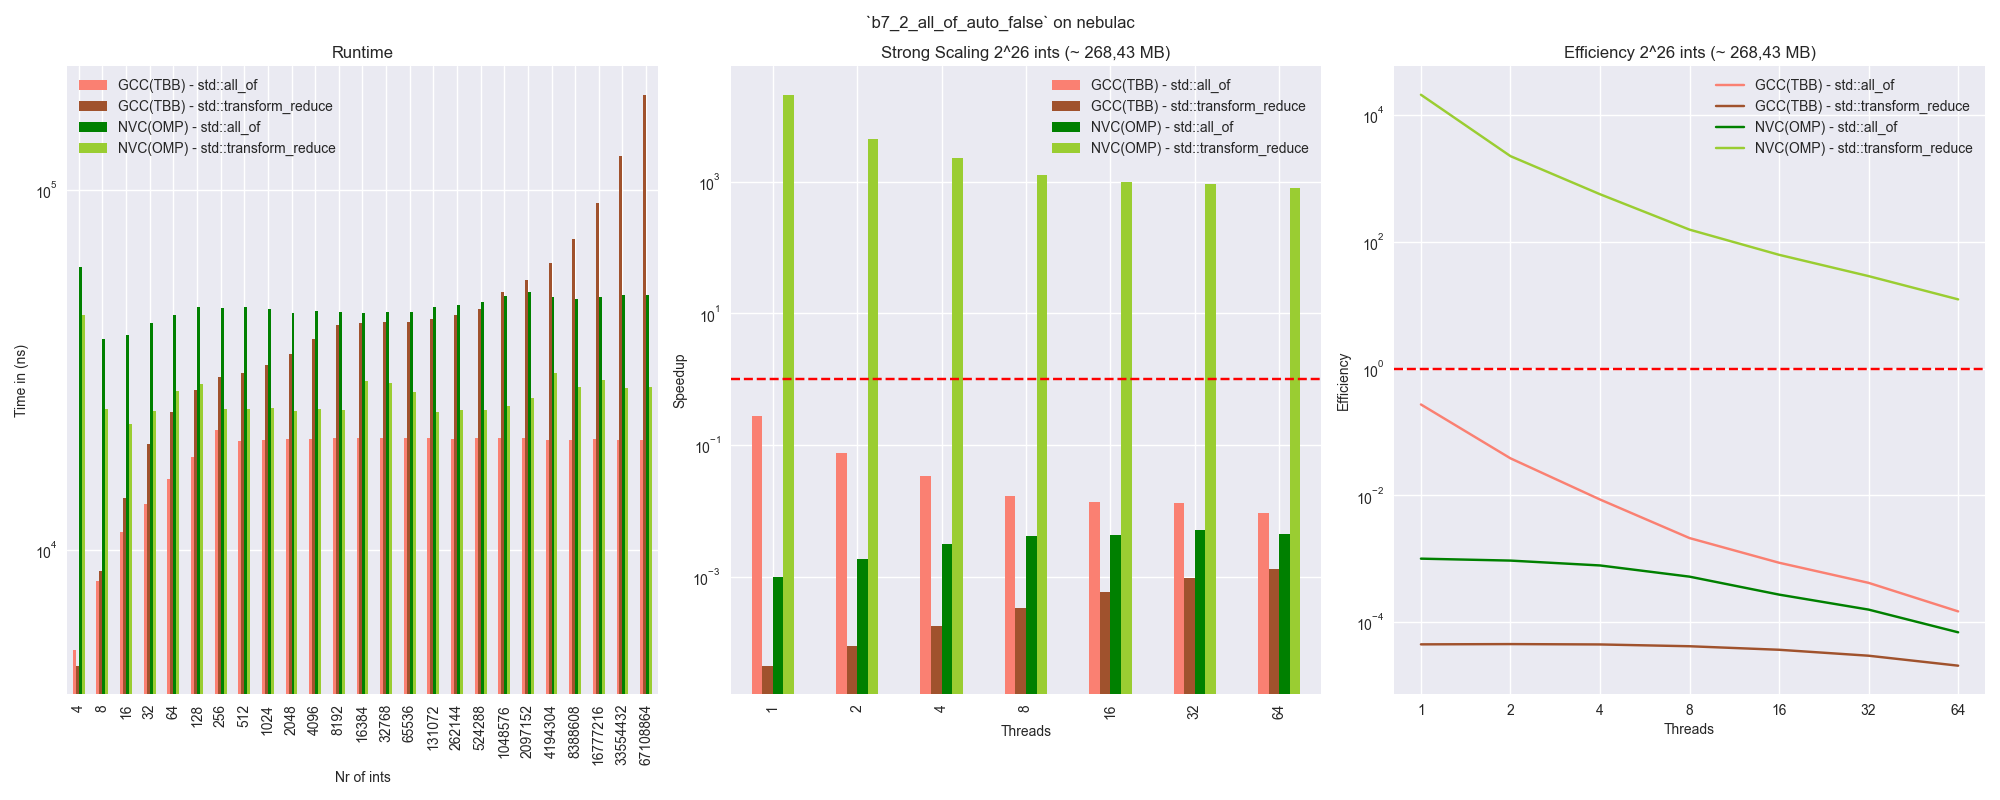 `b7_2_all_of_auto_false` on nebulac
Runtime
GCC(TBB) - std::all_of
GCC(TBB) - std::transform_reduce
NVC(OMP) - std::all_of
NVC(OMP) - std::transform_reduce
10^5
10^4
Time in (ns)
4
8
16
32
64
128
256
512
1024
2048
4096
8192
16384
32768
65536
131072
262144
524288
1048576
2097152
4194304
8388608
16777216
33554432
67108864
Nr of ints
Strong Scaling 2^26 ints (~ 268,43 MB)
GCC(TBB) - std::all_of
GCC(TBB) - std::transform_reduce
NVC(OMP) - std::all_of
NVC(OMP) - std::transform_reduce
10^3
10^1
10^−1
10^−3
Speedup
1
2
4
8
16
32
64
Threads
Efficiency 2^26 ints (~ 268,43 MB)
GCC(TBB) - std::all_of
GCC(TBB) - std::transform_reduce
NVC(OMP) - std::all_of
NVC(OMP) - std::transform_reduce
10^4
10^2
10^0
10^−2
10^−4
Efficiency
1
2
4
8
16
32
64
Threads